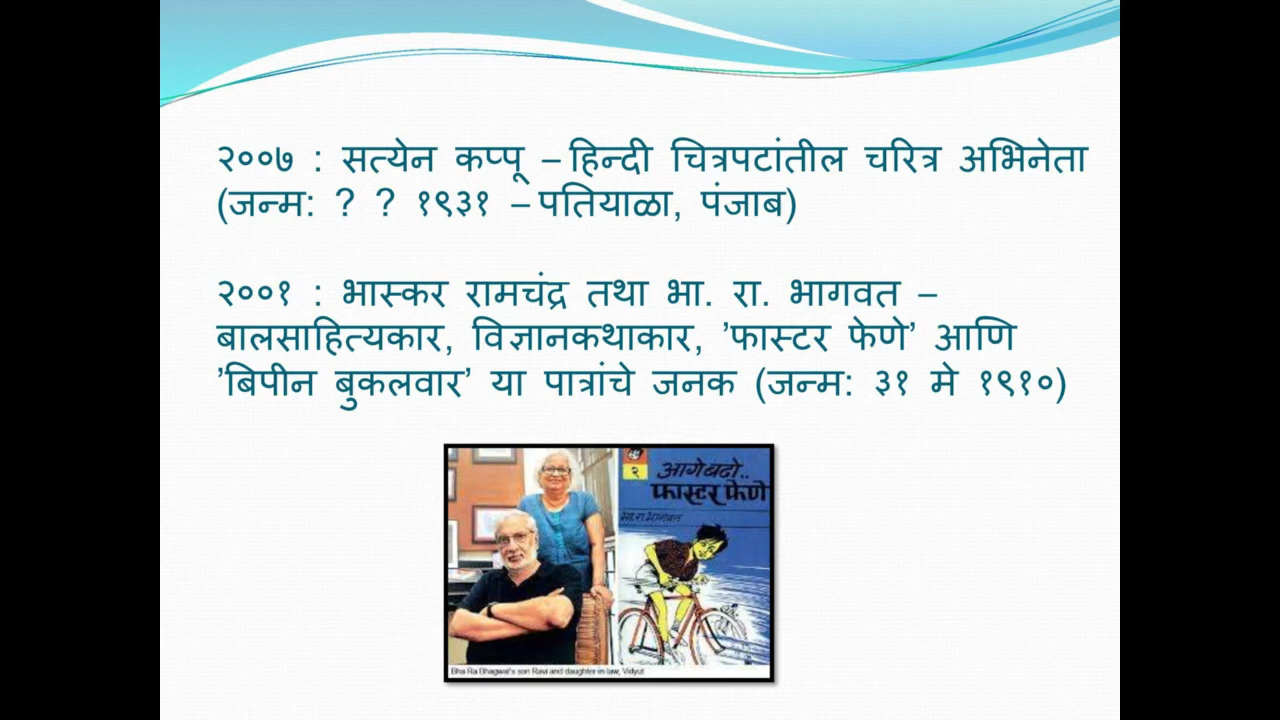 २००७ : सत्येन कप्पू – हिन्दी चित्रपटांतील चरित्र अभिनेता
(जन्म: ? ? १९३१ – पतियाळा, पंजाब)
२००१ : भास्कर रामचंद्र तथा भा. रा. भागवत –
बालसाहित्यकार, विज्ञानकथाकार, ’फास्टर फेणे’ आणि
’बिपीन बुकलवार’ या पात्रांचे जनक (जन्म: ३१ मे १९१०)
२
आगे बढो..
फास्टर फेणे
भा. रा. भागवत
Bha Ra Bhagwat's son Ravi and daughter-in-law, Vidyut